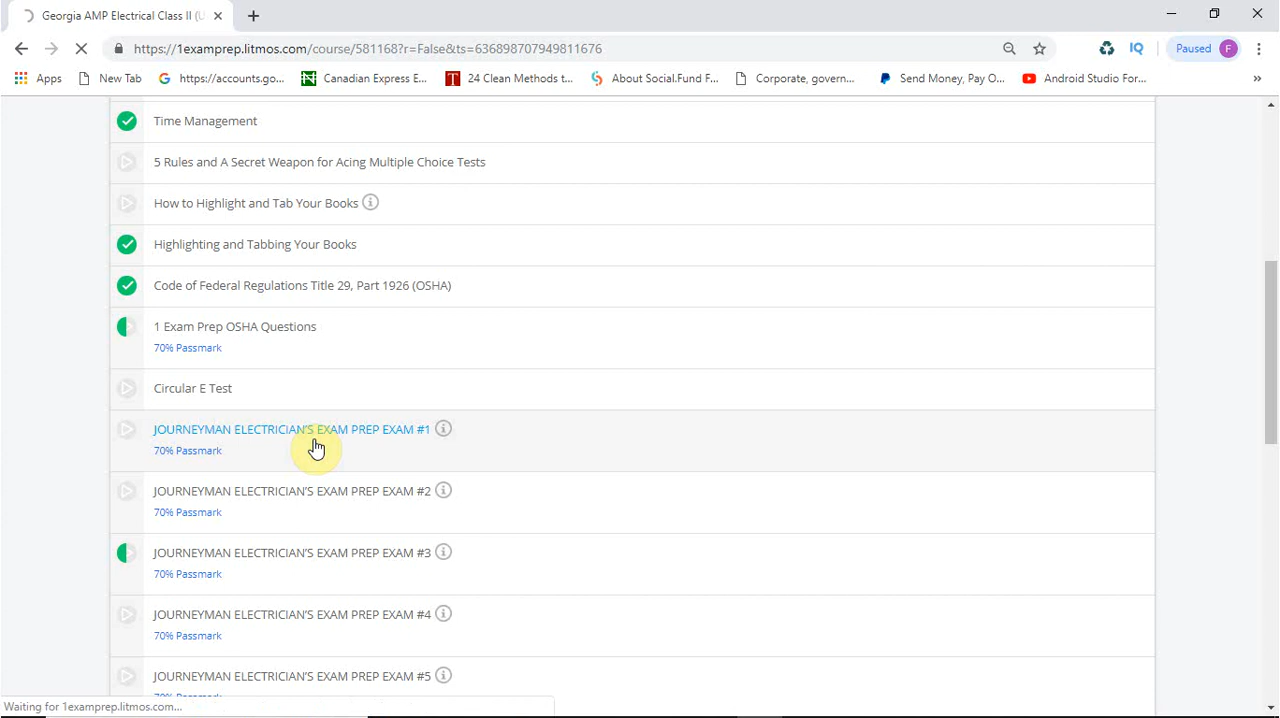 Georgia AMP Electrical Class II (U
https://1examprep.litmos.com/course/581168?r=False&ts=636898707949811676
IQ
Paused
F
Apps
New Tab
https://accounts.go...
Canadian Express E...
24 Clean Methods t...
About Social.Fund F...
Corporate, govern...
Send Money, Pay O...
Android Studio For...
»
Time Management
5 Rules and A Secret Weapon for Acing Multiple Choice Tests
How to Highlight and Tab Your Books
Highlighting and Tabbing Your Books
Code of Federal Regulations Title 29, Part 1926 (OSHA)
1 Exam Prep OSHA Questions
70% Passmark
Circular E Test
JOURNEYMAN ELECTRICIAN'S EXAM PREP EXAM #1
70% Passmark
JOURNEYMAN ELECTRICIAN'S EXAM PREP EXAM #2
70% Passmark
JOURNEYMAN ELECTRICIAN'S EXAM PREP EXAM #3
70% Passmark
JOURNEYMAN ELECTRICIAN'S EXAM PREP EXAM #4
70% Passmark
JOURNEYMAN ELECTRICIAN'S EXAM PREP EXAM #5
70% Passmark
Waiting for 1examprep.litmos.com...